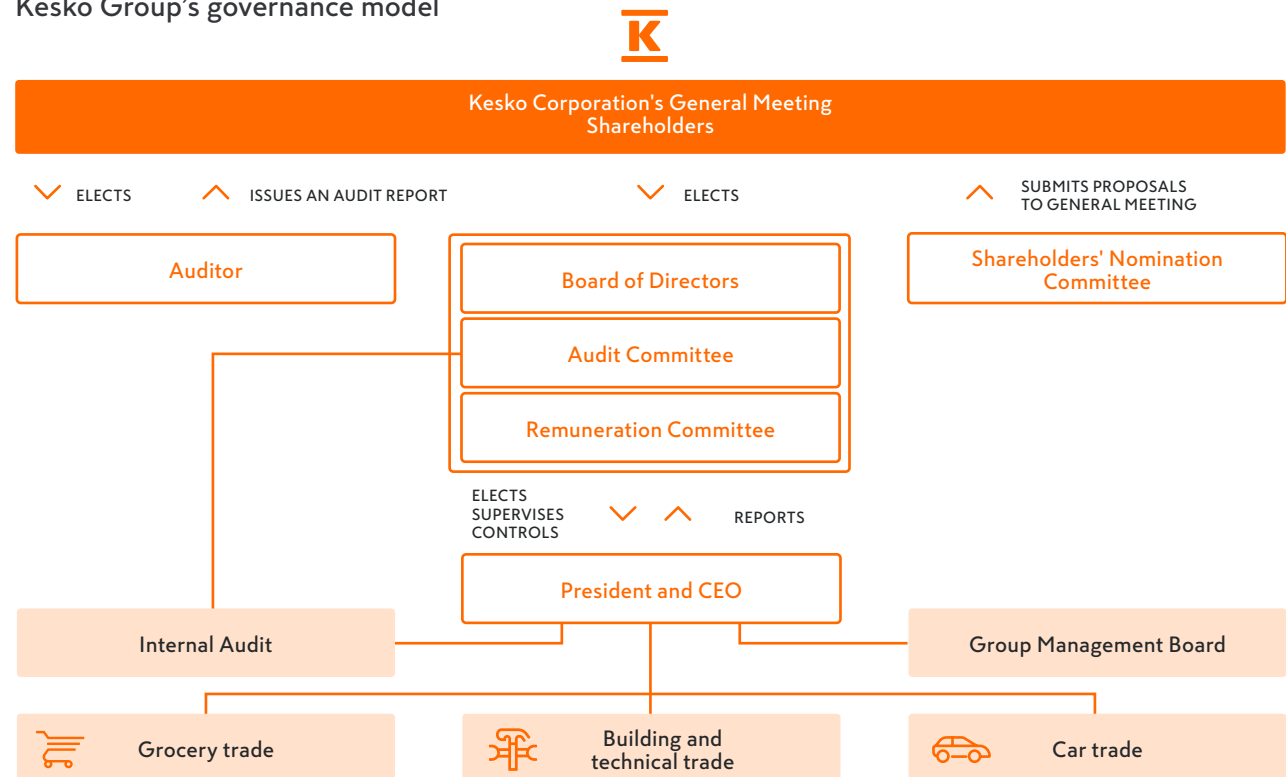 Kesko Group's governance model
K
Kesko Corporation's General Meeting
Shareholders
ELECTS
ISSUES AN AUDIT REPORT
ELECTS
SUBMITS PROPOSALS
TO GENERAL MEETING
Auditor
Board of Directors
Shareholders' Nomination
Committee
Audit Committee
Remuneration Committee
ELECTS
SUPERVISES
CONTROLS
REPORTS
President and CEO
Internal Audit
Group Management Board
Grocery trade
Building and
technical trade
Car trade